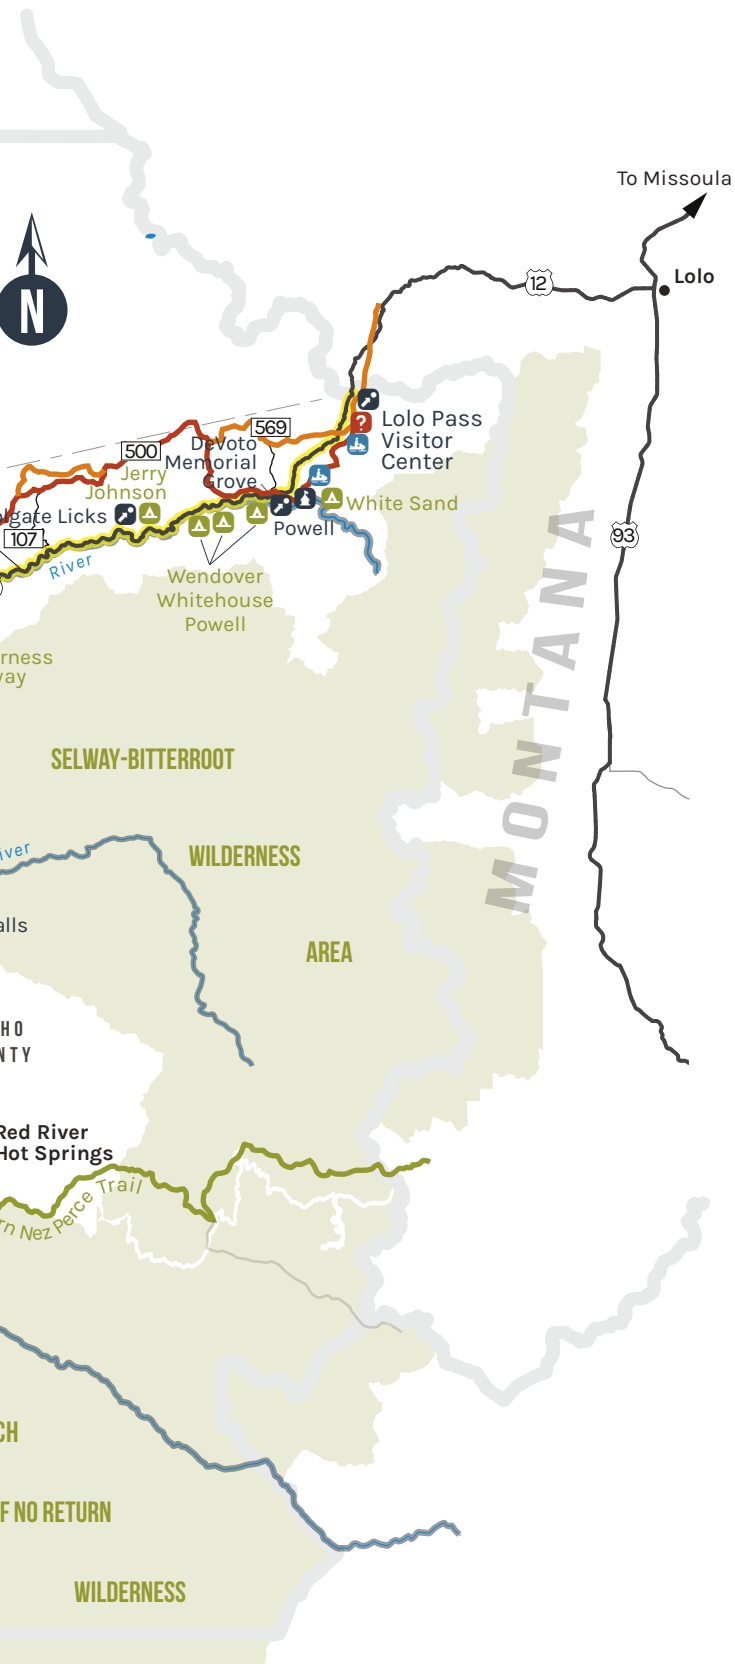 To Missoula
N
12
Lolo
569
Lolo Pass
Visitor
Center
?
500
DeVoto
Memorial
Grove
Jerry
Johnson
White Sand
lgate Licks
Powell
93
107
River
Wendover
Whitehouse
Powell
rness
way
MONTANA
SELWAY-BITTERROOT
iver
WILDERNESS
alls
AREA
HO
NTY
Red River
Hot Springs
rn Nez Perce Trail
CH
F NO RETURN
WILDERNESS